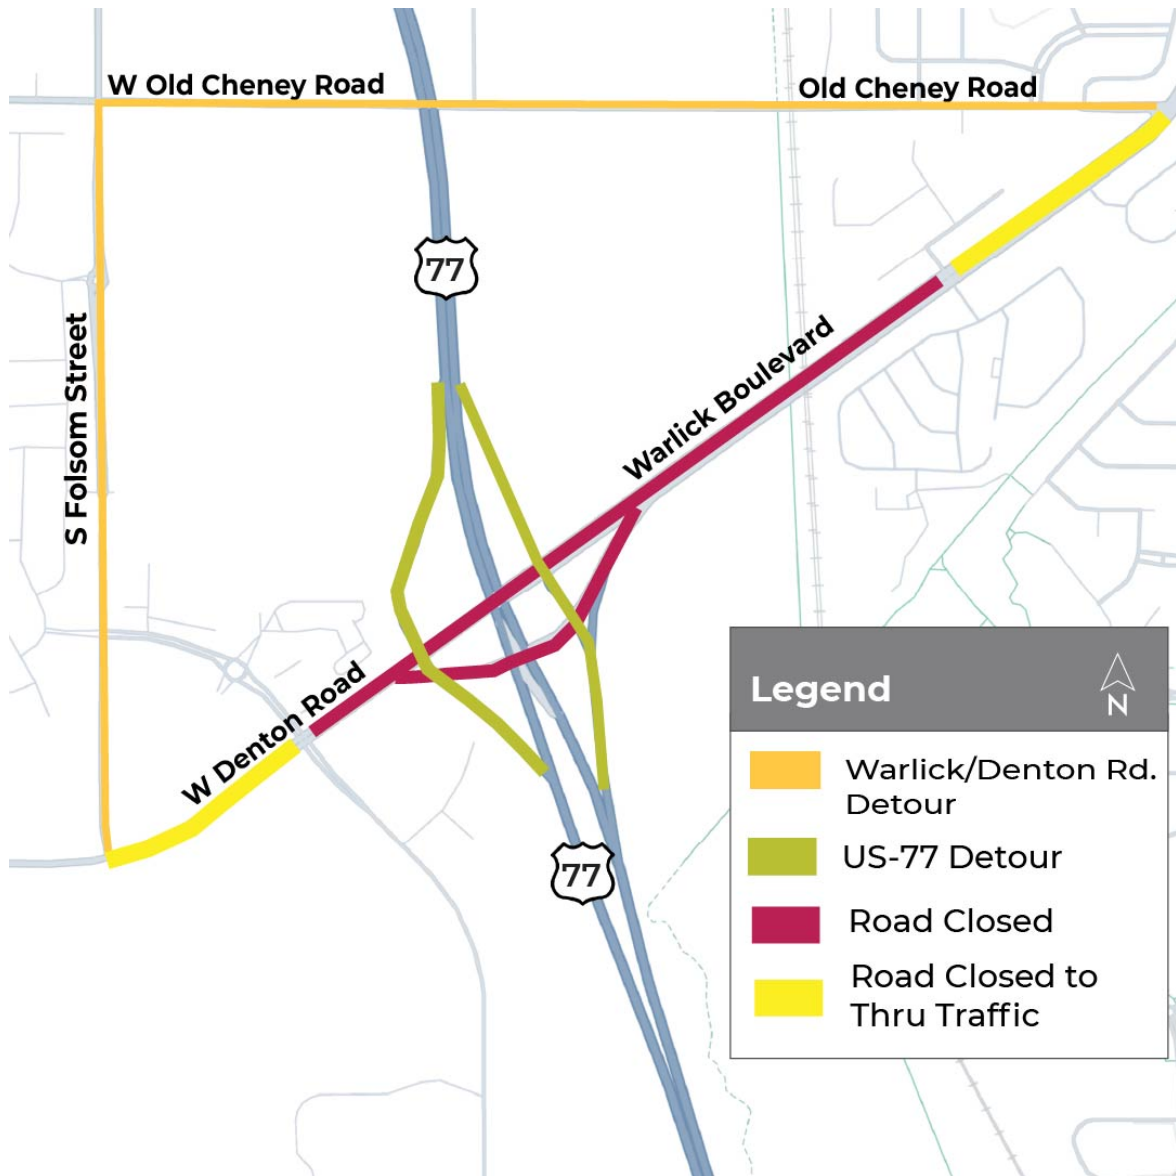 W Old Cheney Road
Old Cheney Road
77
S Folsom Street
Warlick Boulevard
W Denton Road
77
Legend
N
Warlick/Denton Rd.
Detour
US-77 Detour
Road Closed
Road Closed to
Thru Traffic